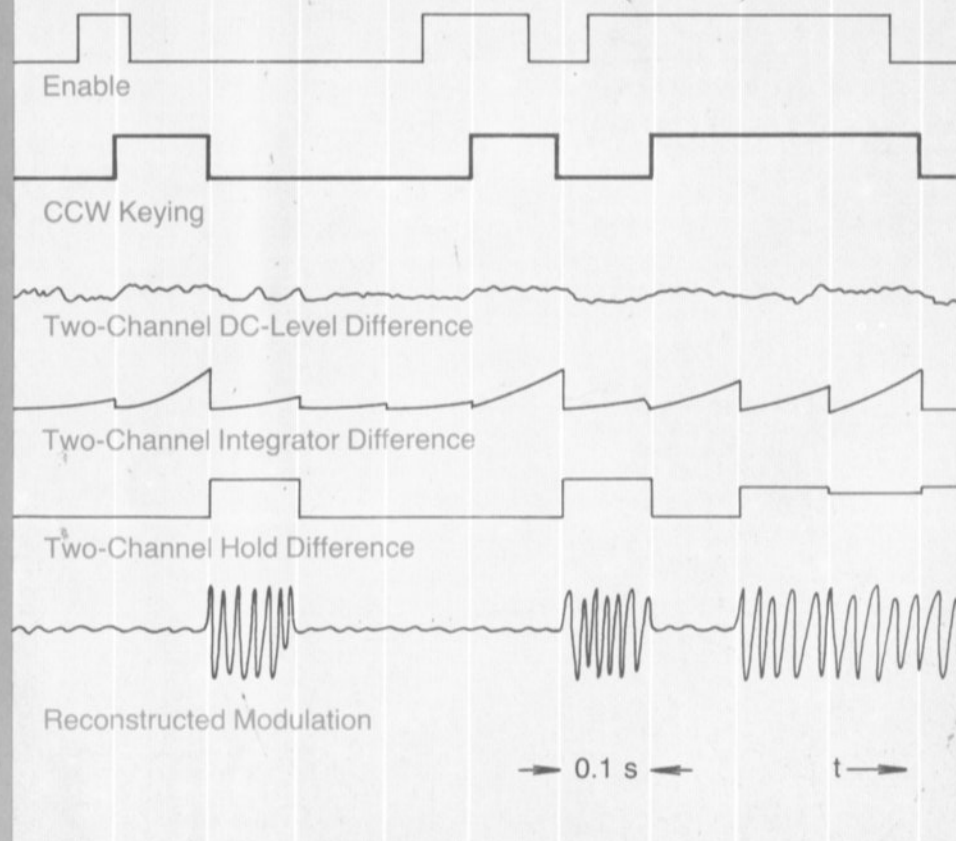 Enable
CCW Keying
Two-Channel DC-Level Difference
Two-Channel Integrator Difference
Two-Channel Hold Difference
Reconstructed Modulation
0.1 s
t